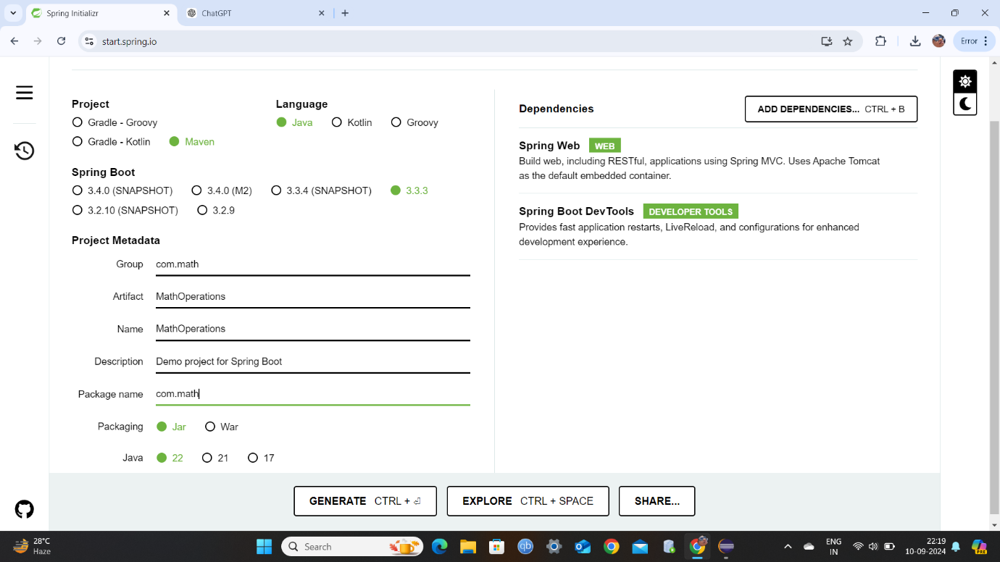 Spring Initializr
ChatGPT
start.spring.io
Error
Project
Gradle - Groovy
Gradle - Kotlin
Maven
Language
Java
Kotlin
Groovy
Spring Boot
3.4.0 (SNAPSHOT)
3.4.0 (M2)
3.3.4 (SNAPSHOT)
3.3.3
3.2.10 (SNAPSHOT)
3.2.9
Project Metadata
Group
com.math
Artifact
MathOperations
Name
MathOperations
Description
Demo project for Spring Boot
Package name
com.math
Packaging
Jar
War
Java
22
21
17
Dependencies
ADD DEPENDENCIES... CTRL + B
Spring Web WEB
Build web, including RESTful, applications using Spring MVC. Uses Apache Tomcat
as the default embedded container.
Spring Boot DevTools DEVELOPER TOOLS
Provides fast application restarts, LiveReload, and configurations for enhanced
development experience.
GENERATE CTRL + ⏎
EXPLORE CTRL + SPACE
SHARE...
28°C
Haze
Search
qb
PRE
ENG
IN
22:19
10-09-2024